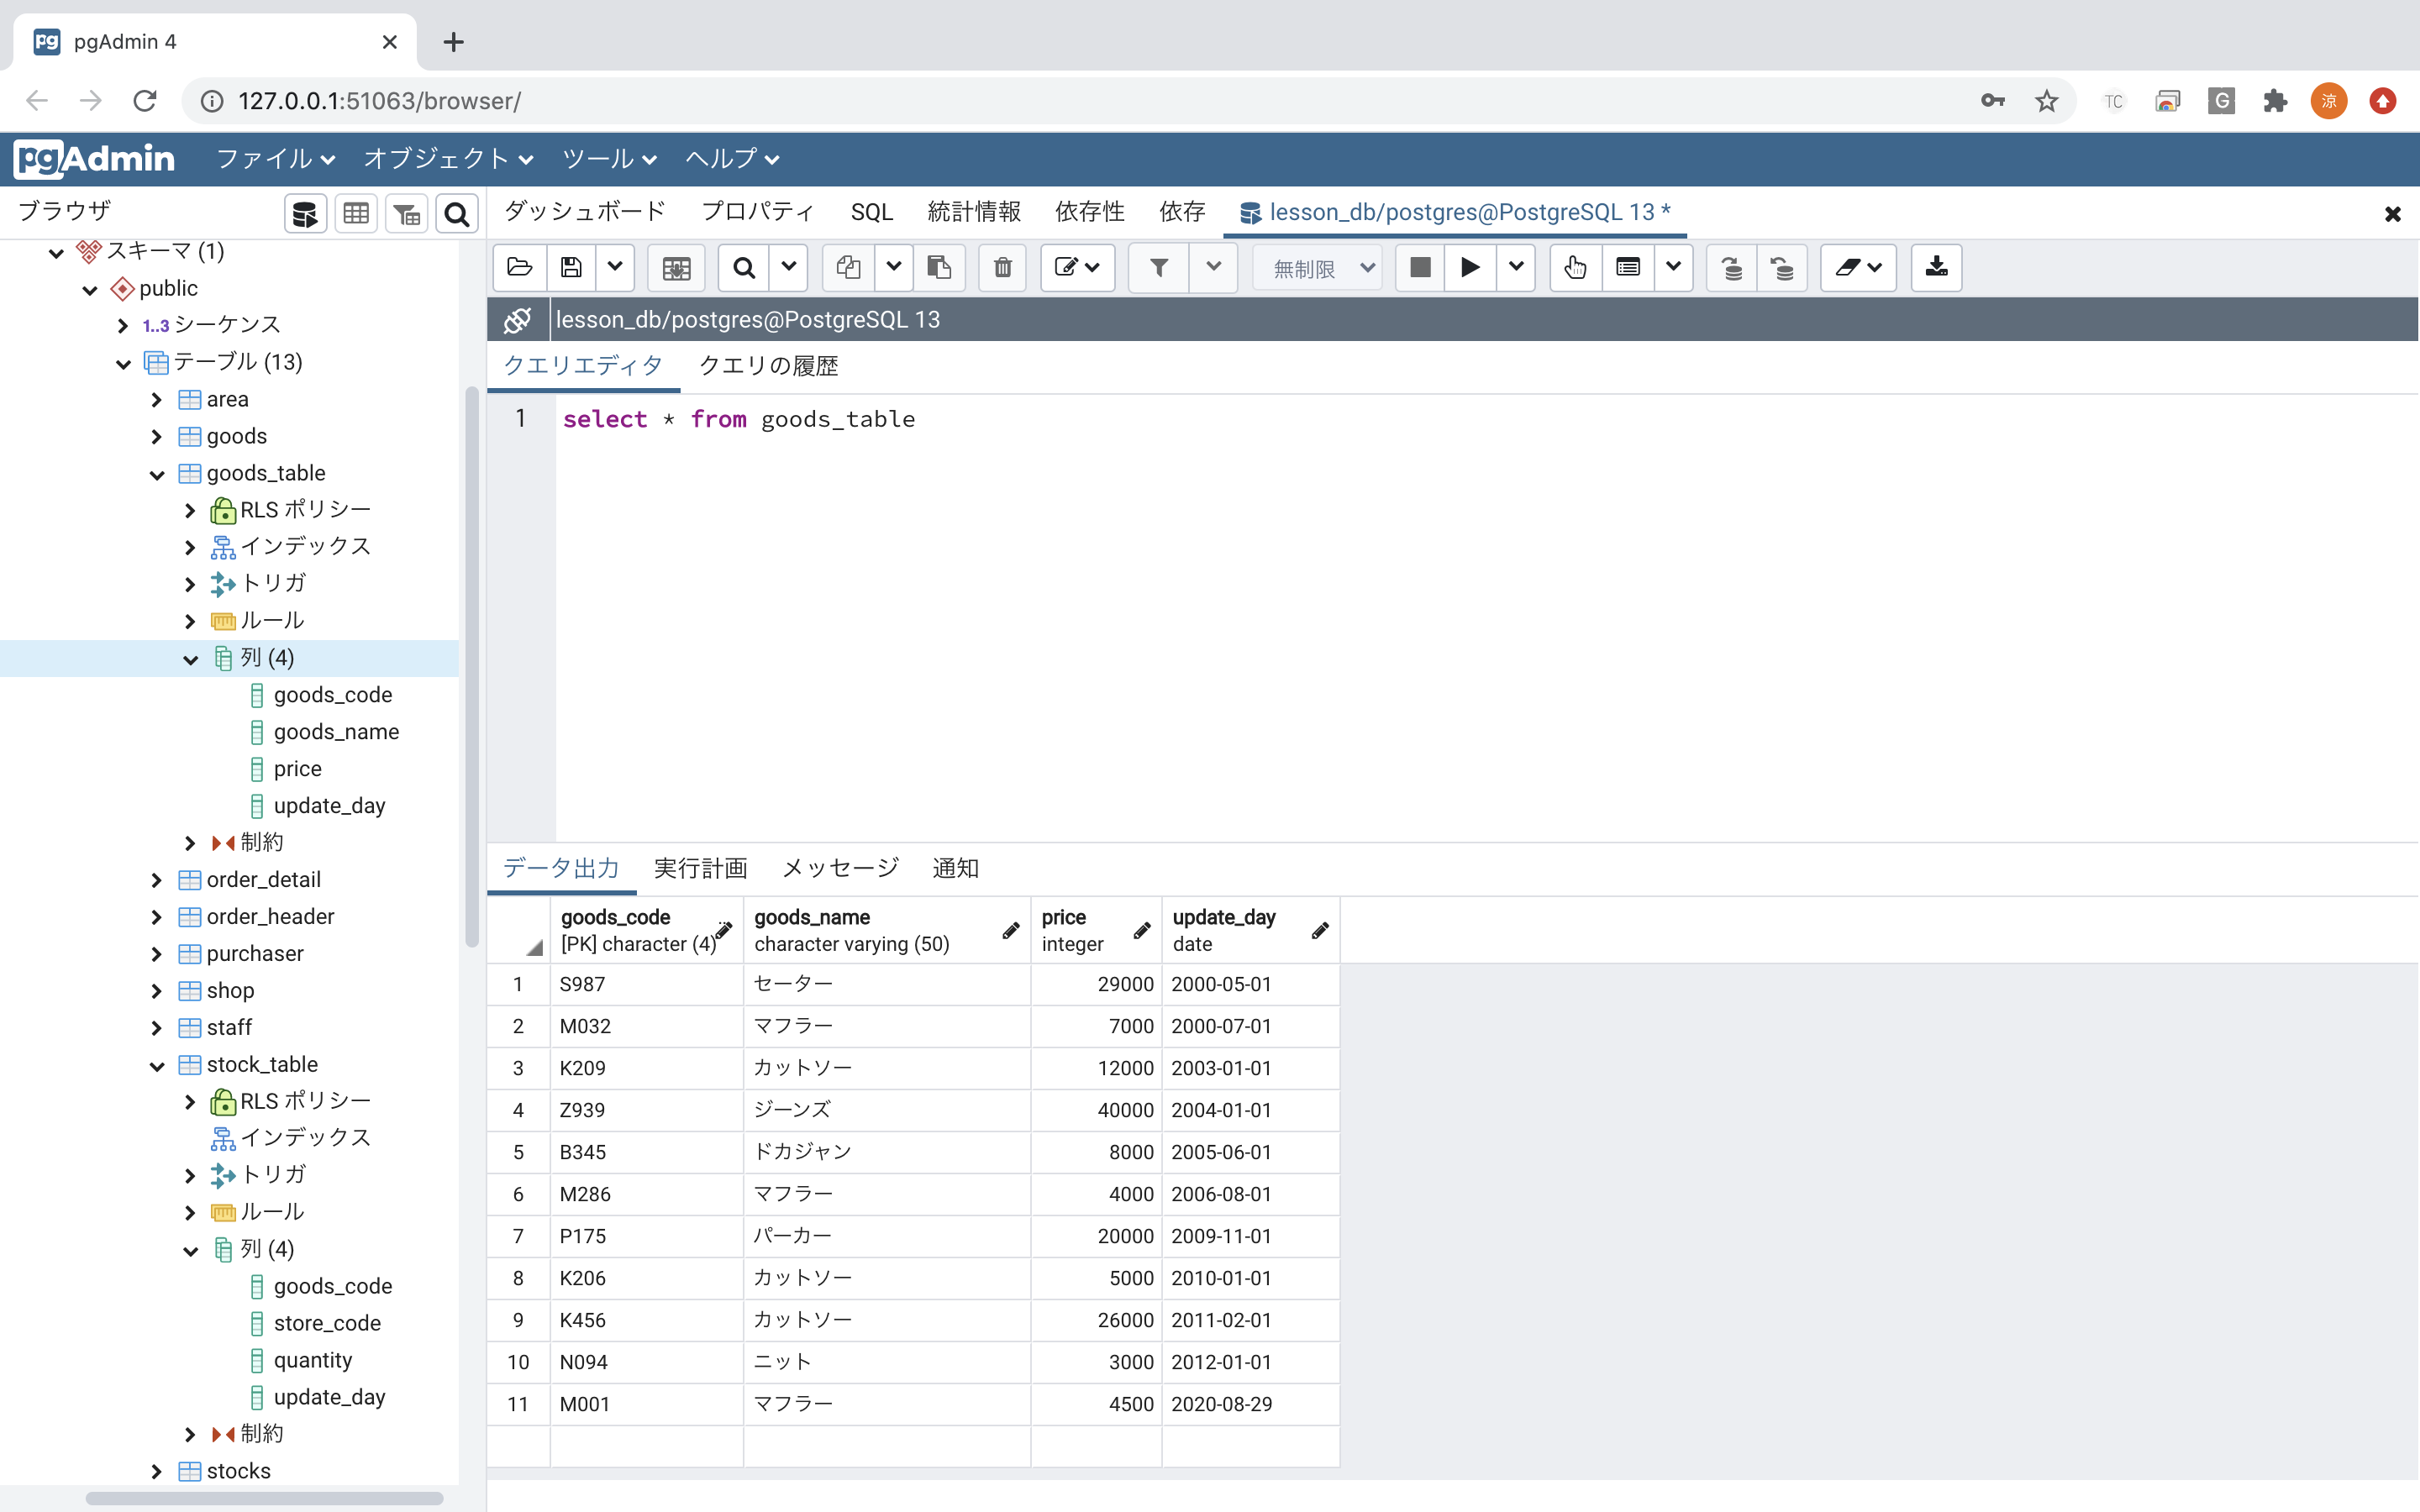 pgAdmin 4
127.0.0.1:51063/browser/
TC
G
涼
pgAdmin
ファイル オブジェクト ツール ヘルプ
ブラウザ
ダッシュボード プロパティ SQL 統計情報 依存性 依存 lesson_db/postgres@PostgreSQL 13 *
無制限
lesson_db/postgres@PostgreSQL 13
クエリエディタ クエリの履歴
1 select * from goods_table
スキーマ (1)
public
1..3 シーケンス
テーブル (13)
area
goods
goods_table
RLS ポリシー
インデックス
トリガ
ルール
列 (4)
goods_code
goods_name
price
update_day
制約
order_detail
order_header
purchaser
shop
staff
stock_table
RLS ポリシー
インデックス
トリガ
ルール
列 (4)
goods_code
store_code
quantity
update_day
制約
stocks
データ出力 実行計画 メッセージ 通知
goods_code goods_name price update_day
[PK] character (4) character varying (50) integer date
1 S987 セーター 29000 2000-05-01
2 M032 マフラー 7000 2000-07-01
3 K209 カットソー 12000 2003-01-01
4 Z939 ジーンズ 40000 2004-01-01
5 B345 ドカジャン 8000 2005-06-01
6 M286 マフラー 4000 2006-08-01
7 P175 パーカー 20000 2009-11-01
8 K206 カットソー 5000 2010-01-01
9 K456 カットソー 26000 2011-02-01
10 N094 ニット 3000 2012-01-01
11 M001 マフラー 4500 2020-08-29